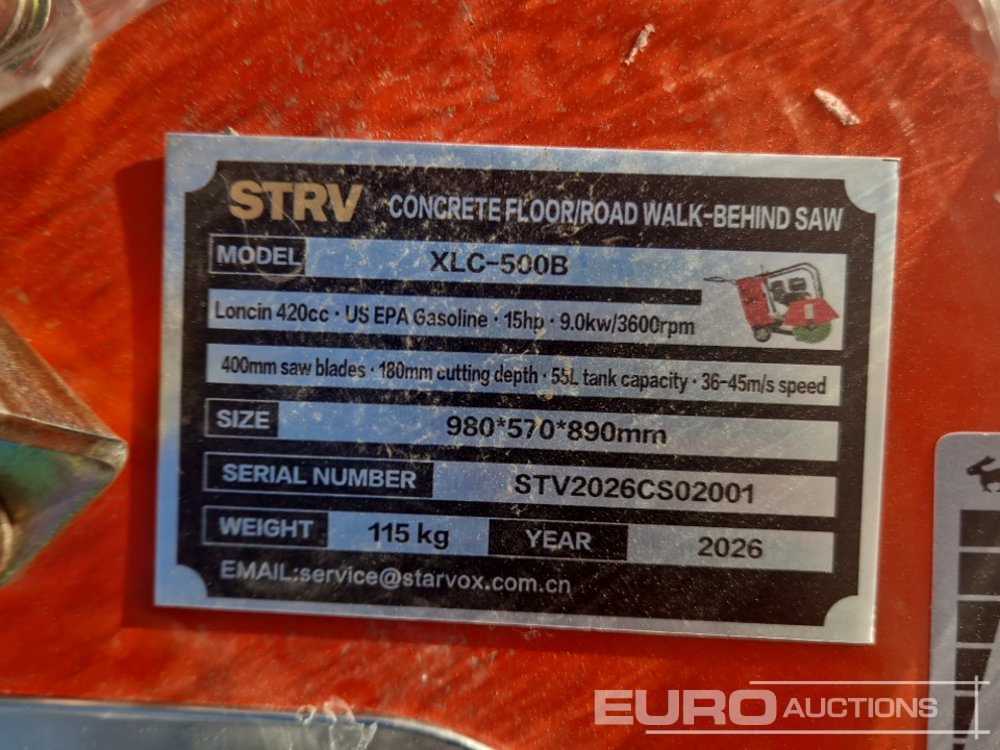 STRV CONCRETE FLOOR/ROAD WALK-BEHIND SAW
MODEL XLC-500B
Loncin 420cc · US EPA Gasoline · 15hp · 9.0kw/3600rpm
400mm saw blades · 180mm cutting depth · 55L tank capacity · 36-45m/s speed
SIZE 980*570*890mm
SERIAL NUMBER STV2026CS02001
WEIGHT 115 kg YEAR 2026
EMAIL:service@starvox.com.cn
EURO AUCTIONS